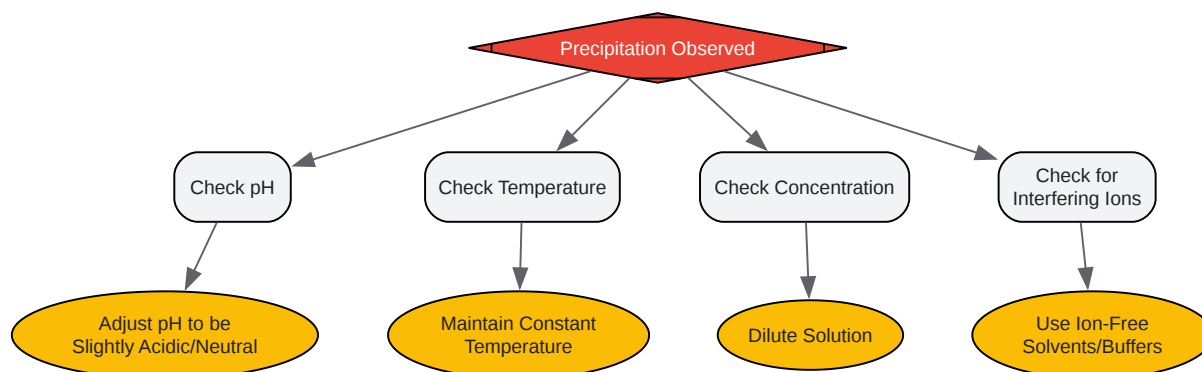 Precipitation Observed
Check pH
Check Temperature
Check Concentration
Check for
Interfering Ions
Adjust pH to be
Slightly Acidic/Neutral
Maintain Constant
Temperature
Dilute Solution
Use Ion-Free
Solvents/Buffers